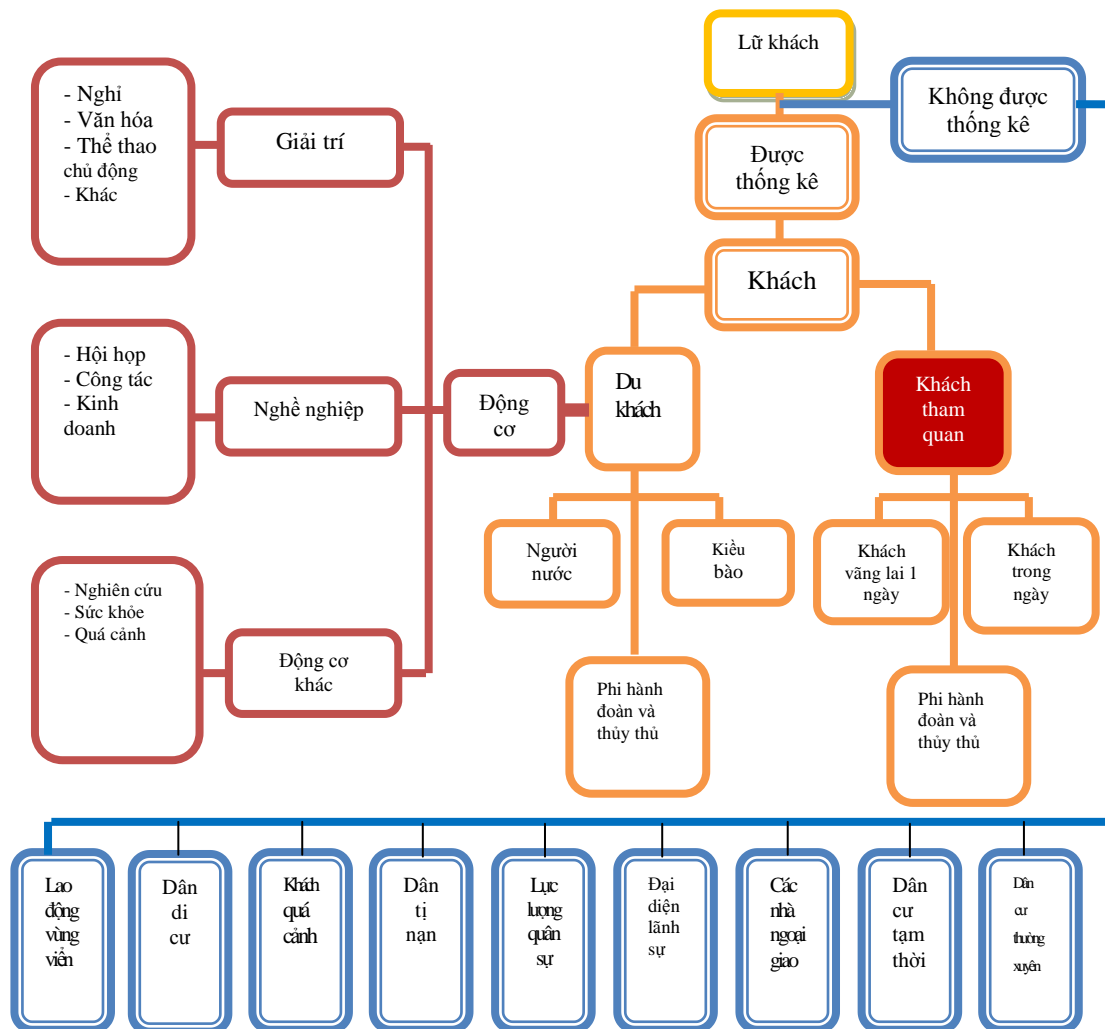 Lữ khách
Không được
thống kê
Được
thống kê
Khách
- Nghỉ
- Văn hóa
- Thể thao
chủ động
- Khác
Giải trí
- Hội họp
- Công tác
- Kinh
doanh
Nghề nghiệp
Động
cơ
Du
khách
Khách
tham
quan
Người
nước
Kiều
bào
Khách
vãng lai 1
ngày
Khách
trong
ngày
- Nghiên cứu
- Sức khỏe
- Quá cảnh
Động cơ
khác
Phi hành
đoàn và
thủy thủ
Phi hành
đoàn và
thủy thủ
Lao
động
vùng
viển
Dân
di
cư
Khách
quá
cảnh
Dân
tị
nạn
Lực
lượng
quân
sự
Đại
diện
lãnh
sự
Các
nhà
ngoại
giao
Dân
cư
tạm
thời
Dân
cư
thường
xuyên